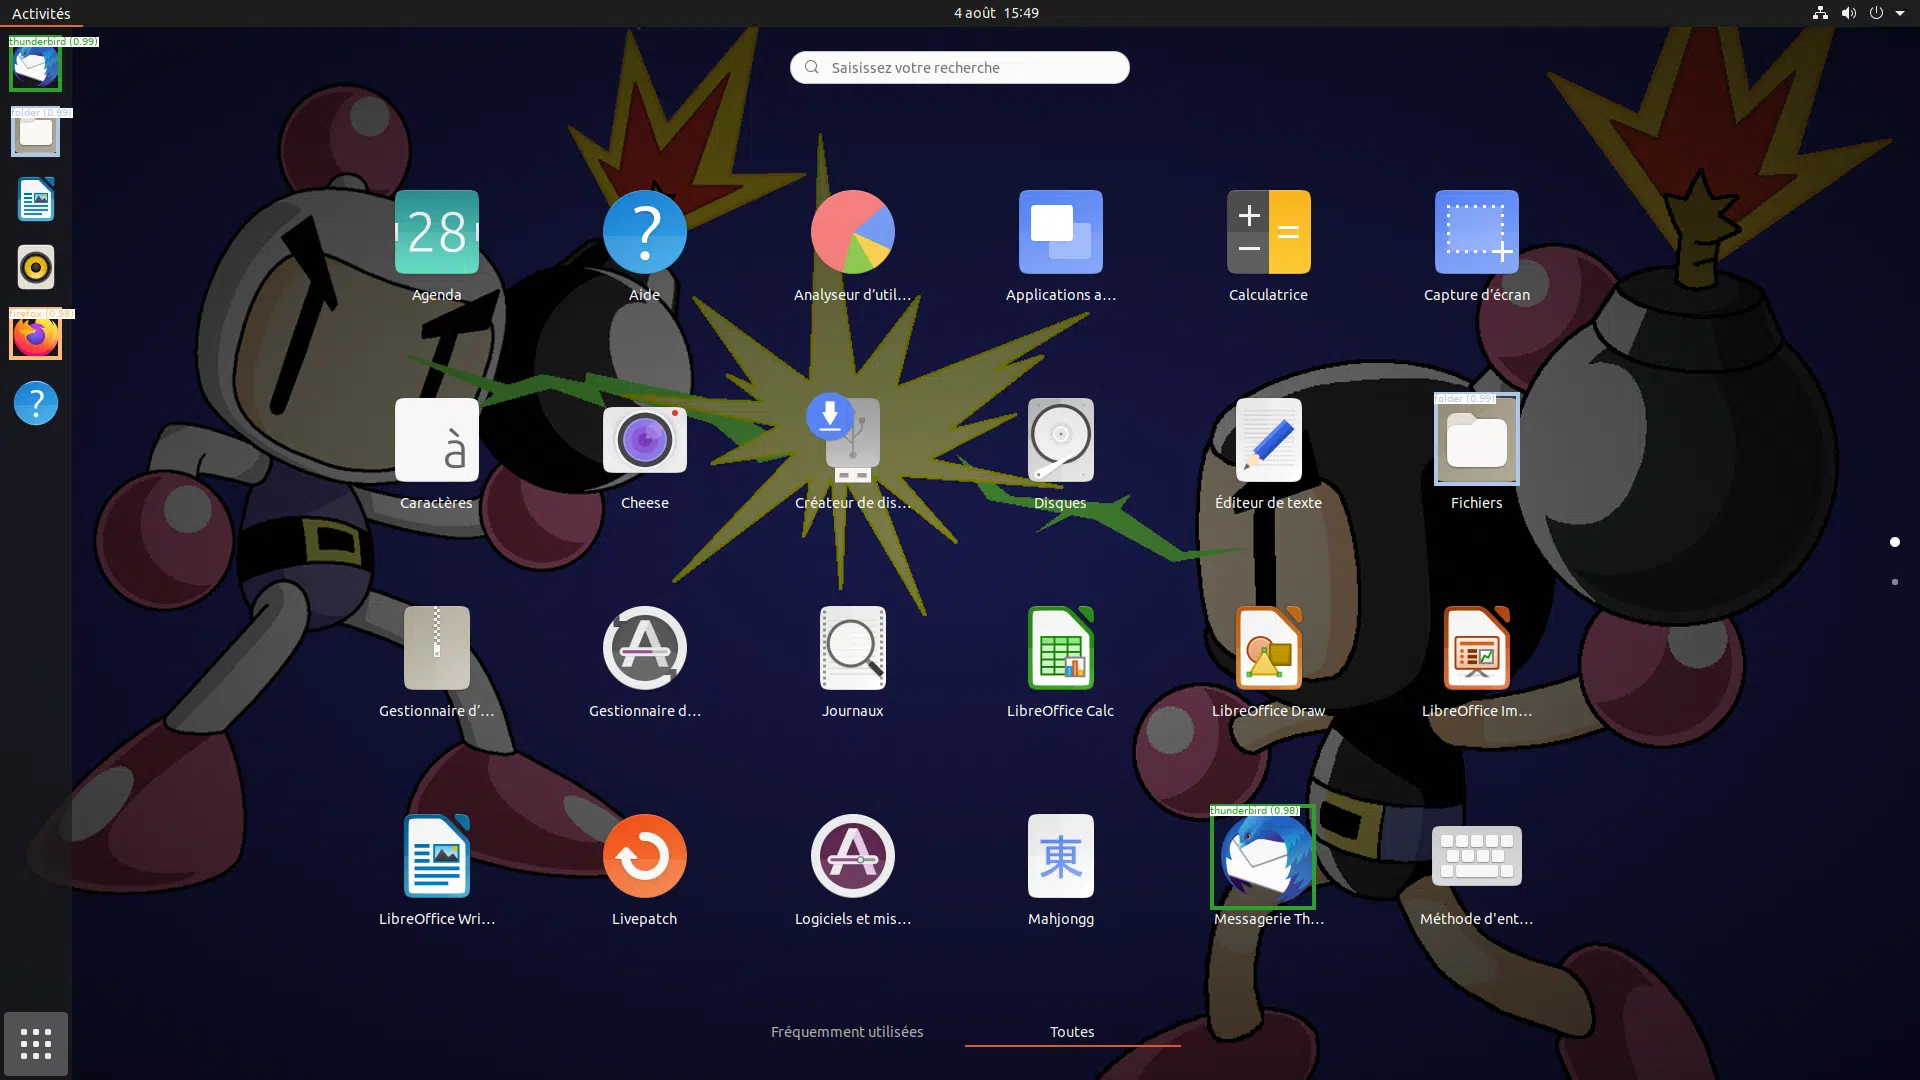 Activités
4 août 15:49
thunderbird (0.99)
folder (0.99)
firefox (0.98)
Saisissez votre recherche
28
Agenda
?
Aide
Analyseur d’util…
Applications a…
Calculatrice
Capture d’écran
?
à
Caractères
Cheese
Créateur de dis…
Disques
Éditeur de texte
folder (0.99)
Fichiers
Gestionnaire d’…
Gestionnaire d…
Journaux
LibreOffice Calc
LibreOffice Draw
LibreOffice Im…
LibreOffice Wri…
Livepatch
Logiciels et mis…
東
Mahjongg
thunderbird (0.98)
Messagerie Th…
Méthode d'ent…
Fréquemment utilisées
Toutes